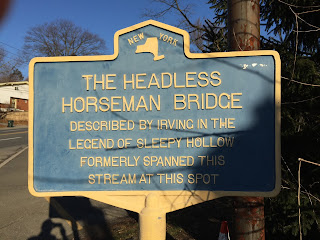 NEW YORK
THE HEADLESS
HORSEMAN BRIDGE
DESCRIBED BY IRVING IN THE
LEGEND OF SLEEPY HOLLOW
FORMERLY SPANNED THIS
STREAM AT THIS SPOT